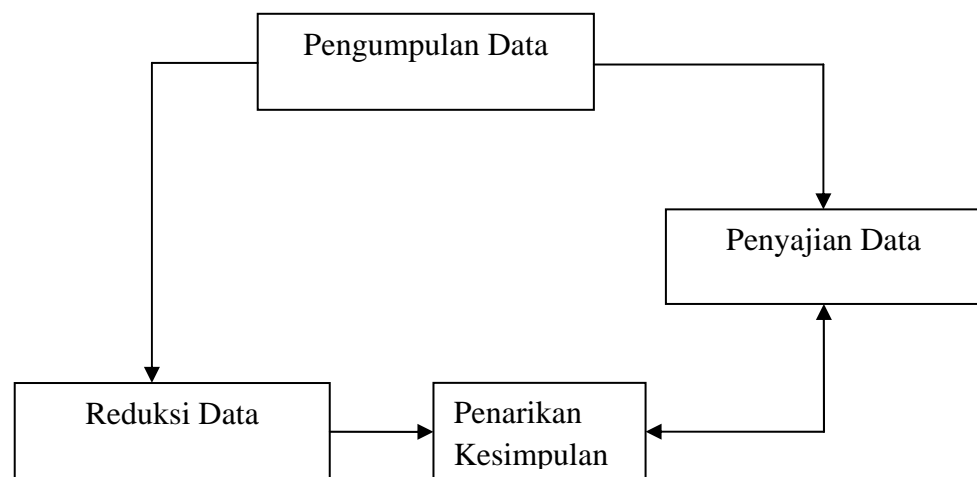 Pengumpulan Data
Penyajian Data
Reduksi Data
Penarikan
Kesimpulan